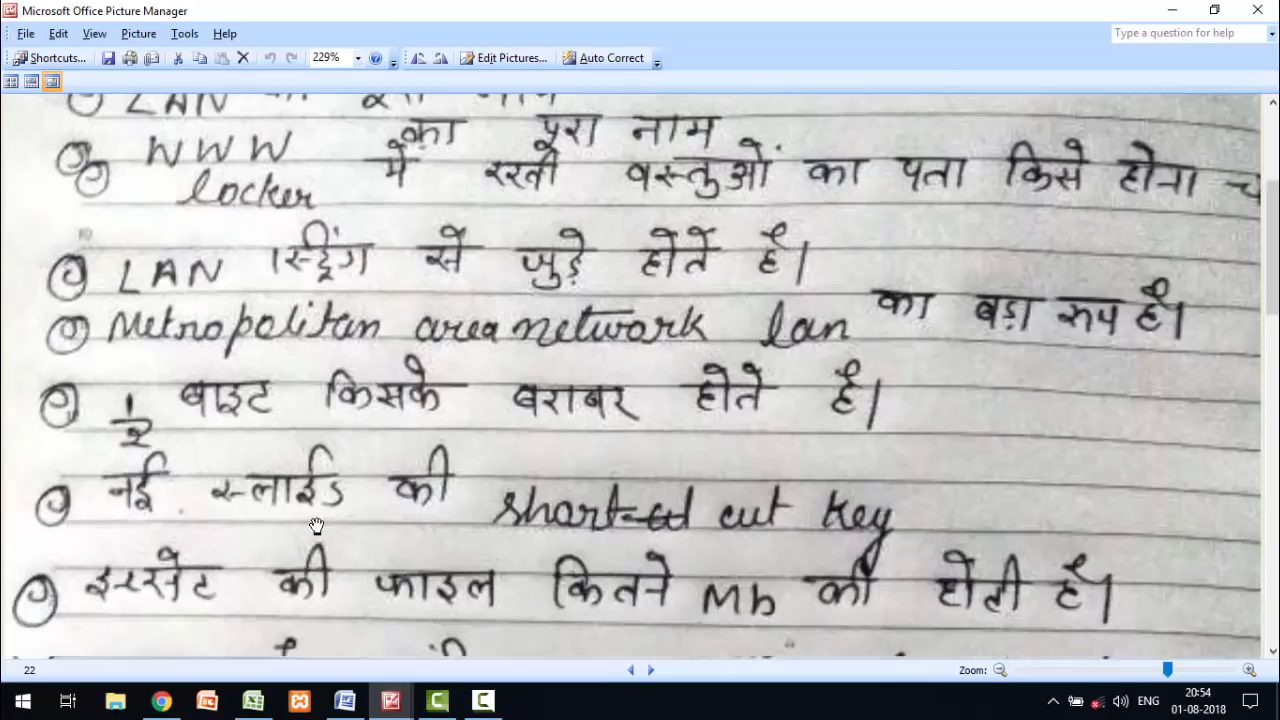 Microsoft Office Picture Manager
File Edit View Picture Tools Help
Type a question for help
Shortcuts... 229% Edit Pictures... Auto Correct
LAN
WWW का पूरा नाम
locker में रखी वस्तुओं का पता किसे होना
LAN स्ट्रिंग से जुड़े होते है।
Metropolitan area network lan का बड़ा रूप है।
1/2 बाइट किसके बराबर होते है।
नई स्लाईड की short cut key
की फाइल कितने Mb की होती है।
22
Zoom:
ENG
20:54
01-08-2018